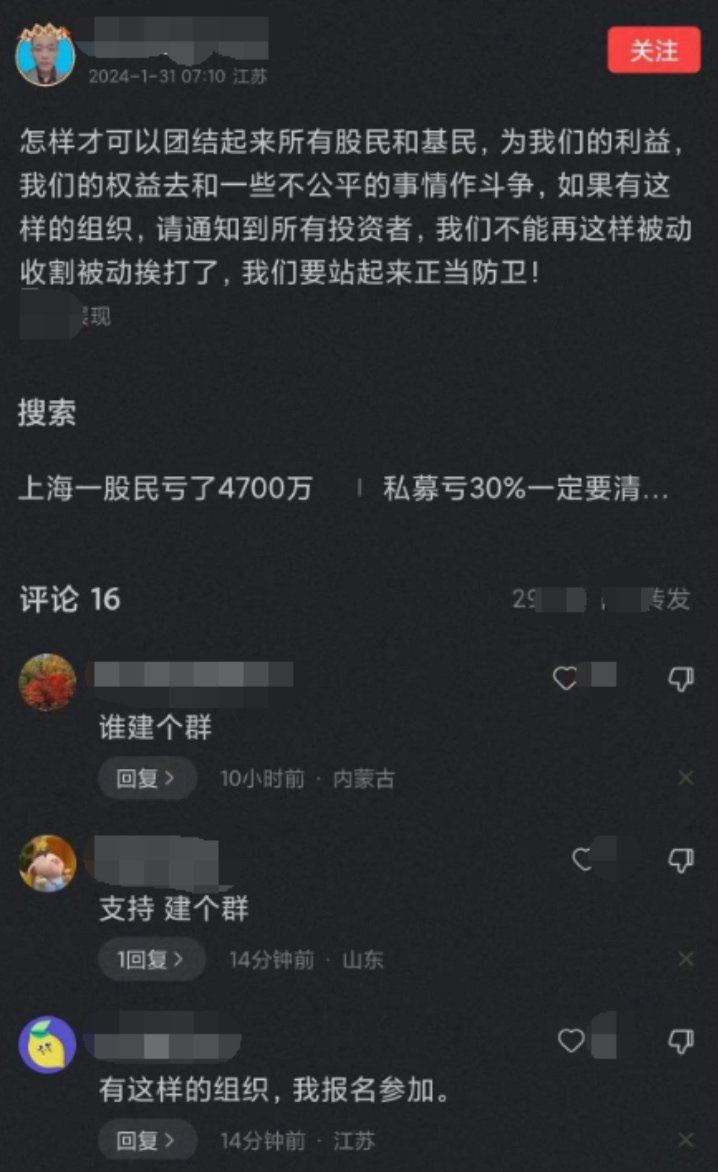 2024-1-31 07:10 江苏
关注
怎样才可以团结起来所有股民和基民，为我们的利益，
我们的权益去和一些不公平的事情作斗争，如果有这
样的组织，请通知到所有投资者，我们不能再这样被动
收割被动挨打了，我们要站起来正当防卫！
现
搜索
上海一股民亏了4700万 | 私募亏30%一定要清...
评论 16
29 转发
谁建个群
回复 > 10小时前 · 内蒙古 ×
支持 建个群
1回复 > 14分钟前 · 山东 ×
有这样的组织，我报名参加。
回复 > 14分钟前 · 江苏 ×